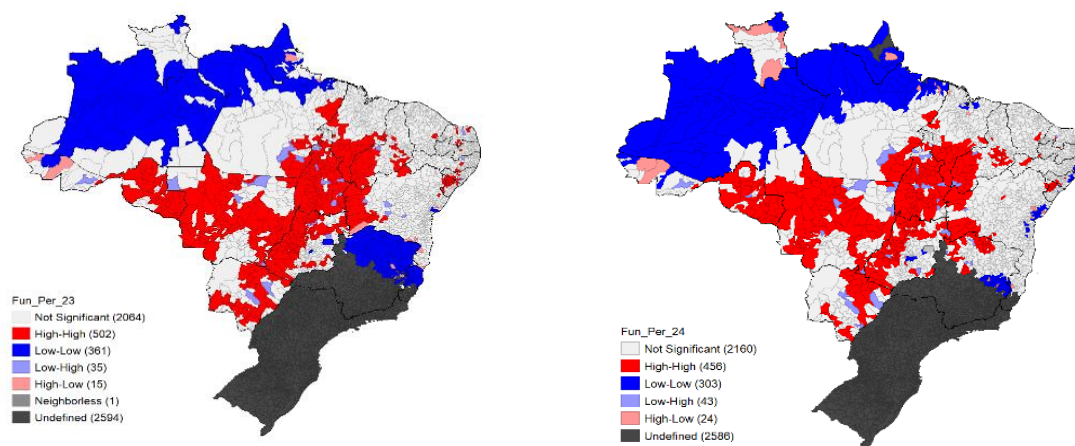 Fun_Per_23
Not Significant (2064)
High-High (502)
Low-Low (361)
Low-High (35)
High-Low (15)
Neighborless (1)
Undefined (2594)
Fun_Per_24
Not Significant (2160)
High-High (456)
Low-Low (303)
Low-High (43)
High-Low (24)
Undefined (2586)